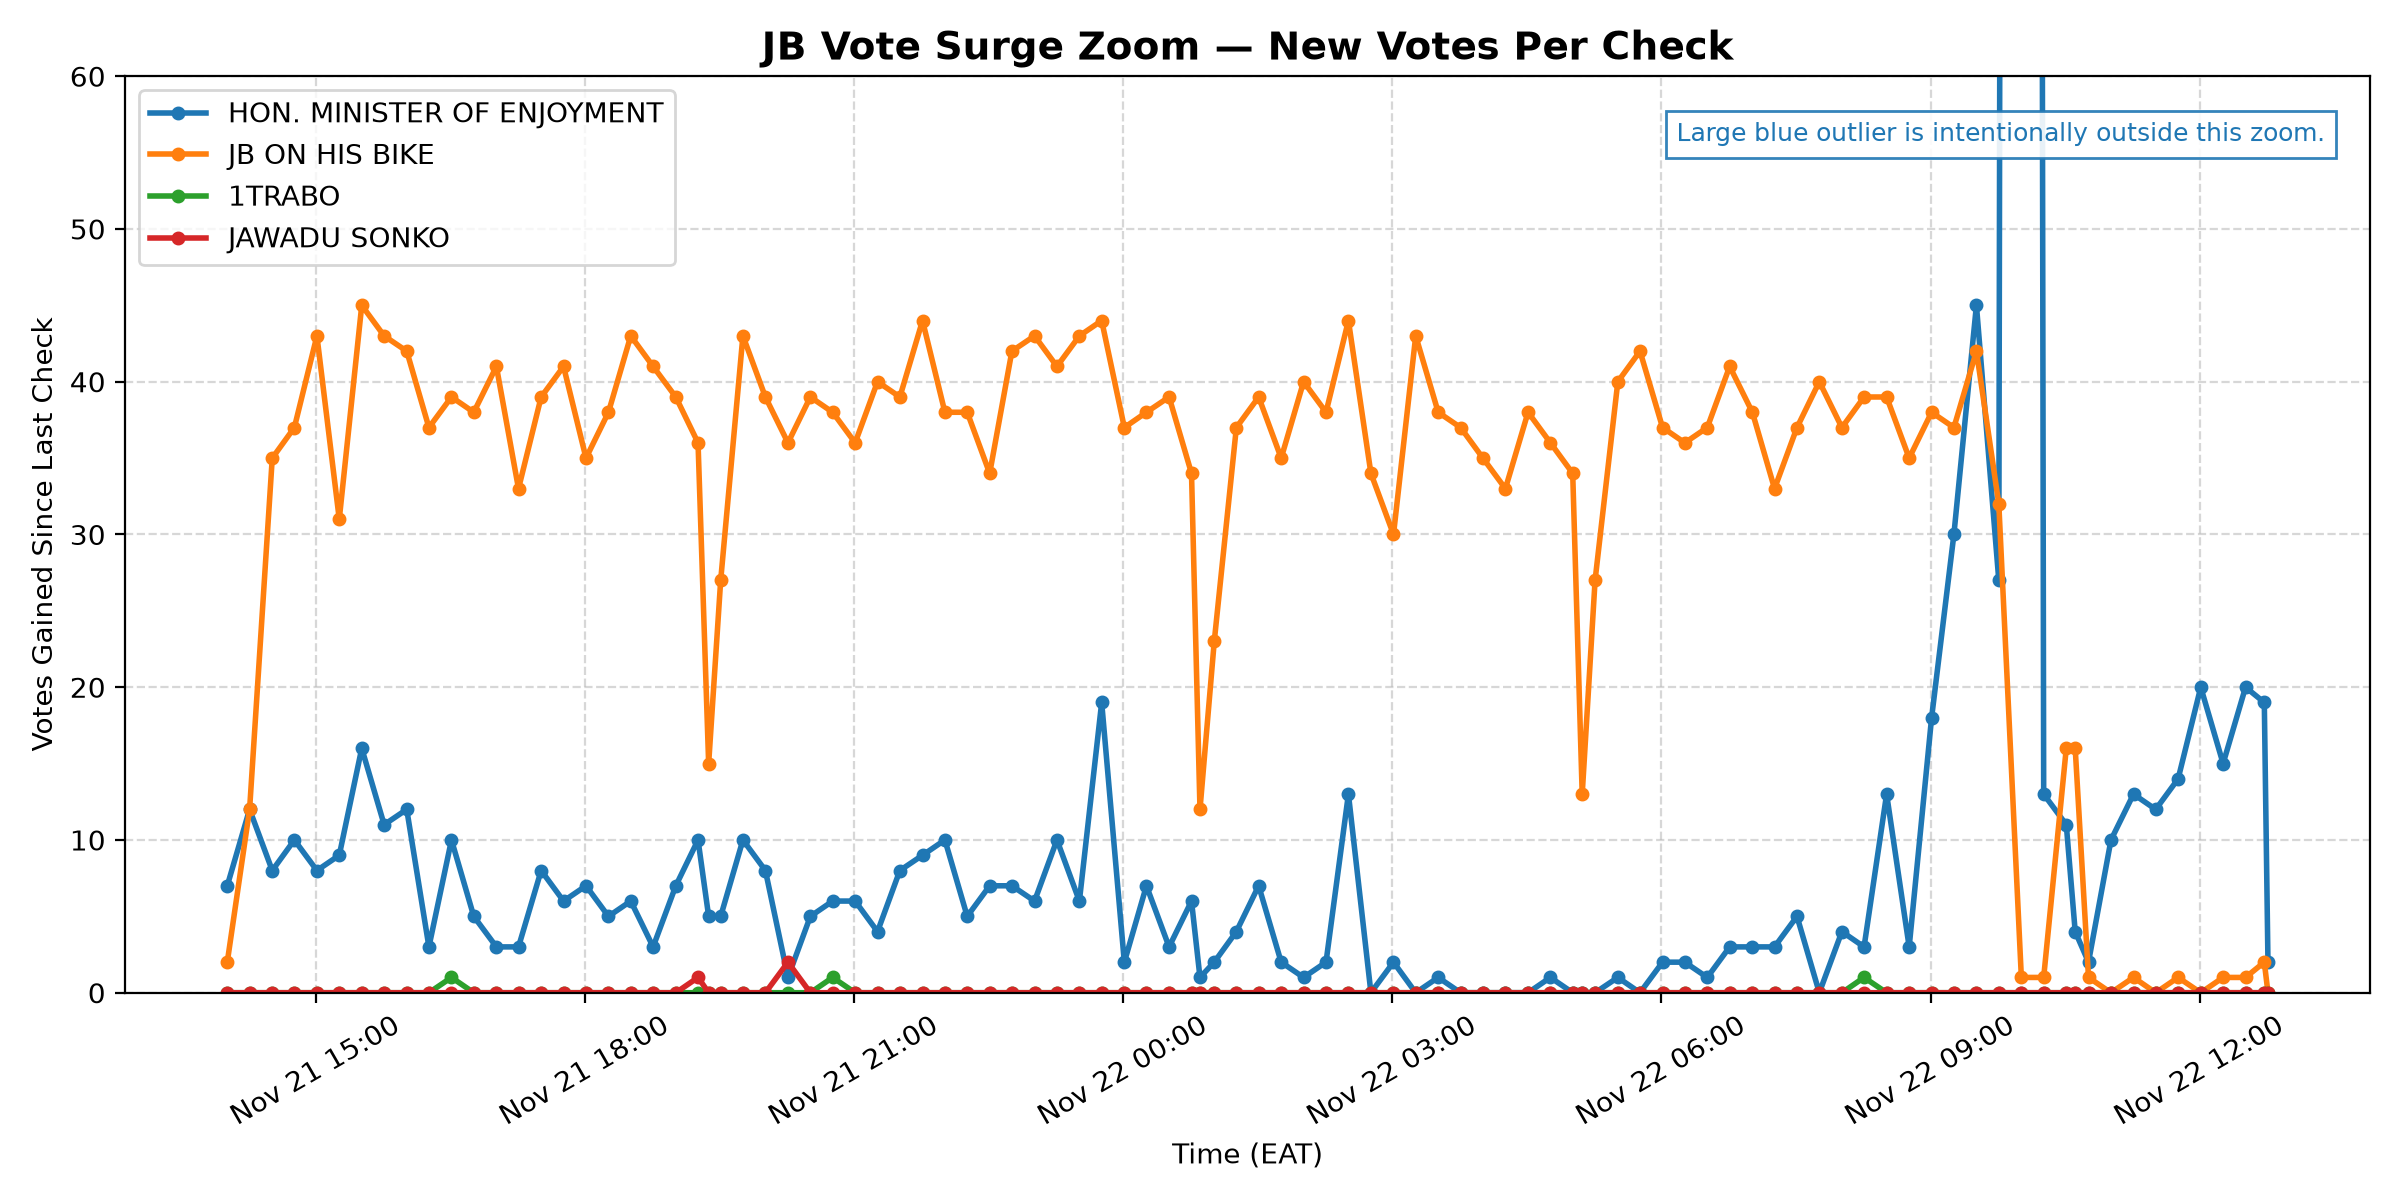 JB Vote Surge Zoom — New Votes Per Check
60
50
40
30
20
10
0
Votes Gained Since Last Check
HON. MINISTER OF ENJOYMENT
JB ON HIS BIKE
1TRABO
JAWADU SONKO
Large blue outlier is intentionally outside this zoom.
Nov 21 15:00
Nov 21 18:00
Nov 21 21:00
Nov 22 00:00
Nov 22 03:00
Nov 22 06:00
Nov 22 09:00
Nov 22 12:00
Time (EAT)